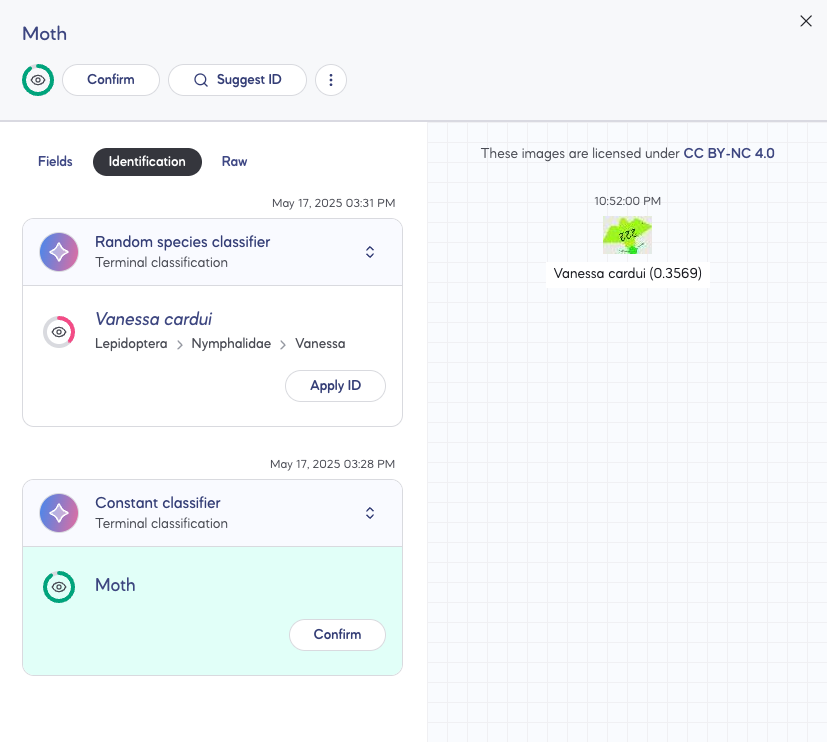 Moth
Confirm
Suggest ID
Fields
Identification
Raw
May 17, 2025 03:31 PM
Random species classifier
Terminal classification
Vanessa cardui
Lepidoptera > Nymphalidae > Vanessa
Apply ID
May 17, 2025 03:28 PM
Constant classifier
Terminal classification
Moth
Confirm
These images are licensed under CC BY-NC 4.0
10:52:00 PM
222
Vanessa cardui (0.3569)